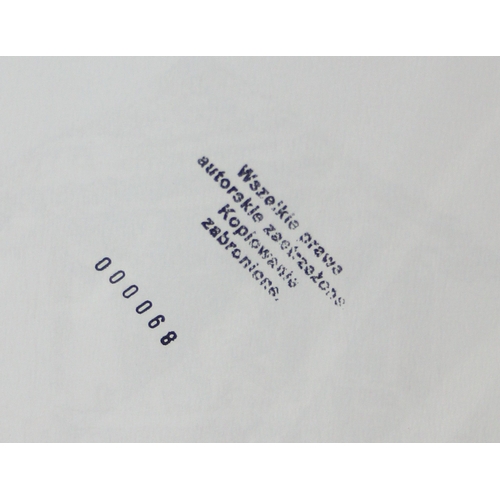 Wszelkie prawa
autorskie zastrzeżone
Kopiowanie
zabronione.
000068